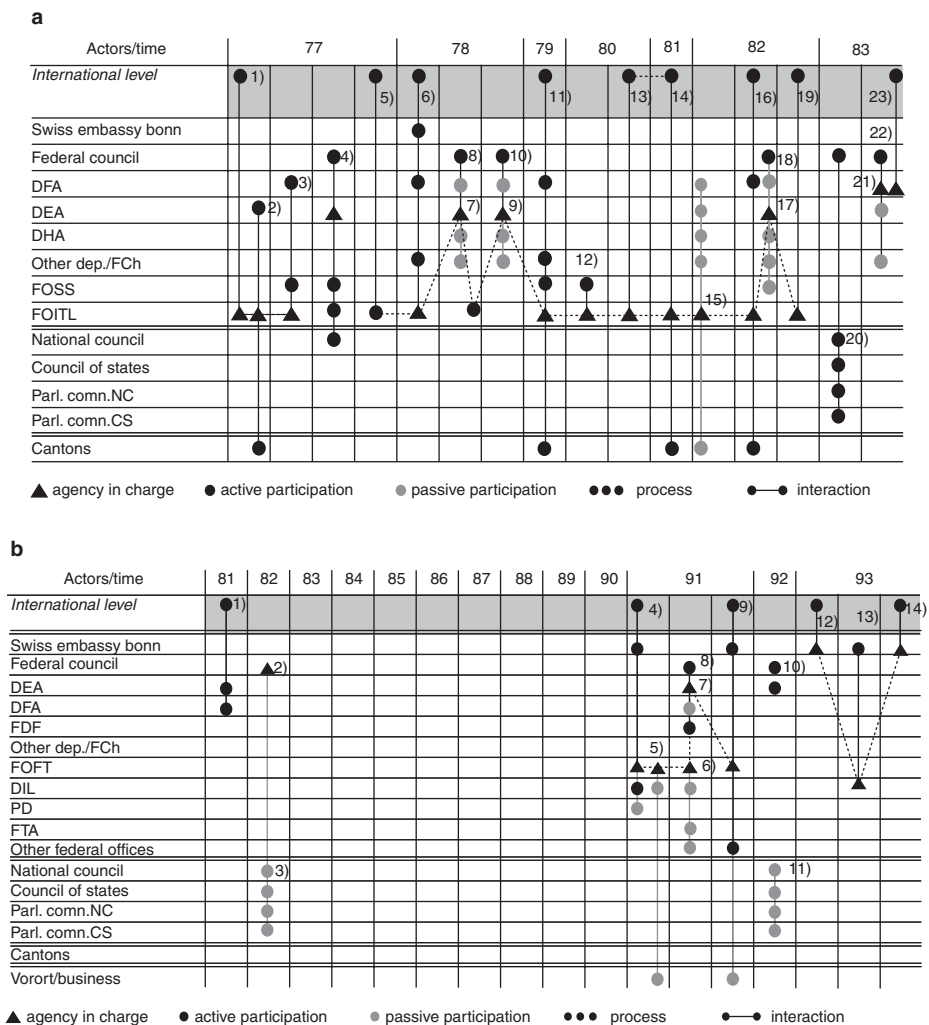 a
Actors/time 77 78 79 80 81 82 83
International level 1) 5) 6) 11) 13) 14) 16) 19) 23)
Swiss embassy bonn 22)
Federal council 4) 8) 10) 18)
DFA 3) 21)
DEA 2) 7) 9) 17)
DHA
Other dep./FCh 12)
FOSS 15)
FOITL
National council 20)
Council of states
Parl. comn.NC
Parl. comn.CS
Cantons
agency in charge active participation passive participation process interaction
b
Actors/time 81 82 83 84 85 86 87 88 89 90 91 92 93
International level 1) 4) 9) 12) 13) 14)
Swiss embassy bonn
Federal council 2) 8) 10)
DEA 7)
DFA
FDF
Other dep./FCh 5)
FOFT 6)
DIL
PD
FTA
Other federal offices
National council 3) 11)
Council of states
Parl. comn.NC
Parl. comn.CS
Cantons
Vorort/business
agency in charge active participation passive participation process interaction